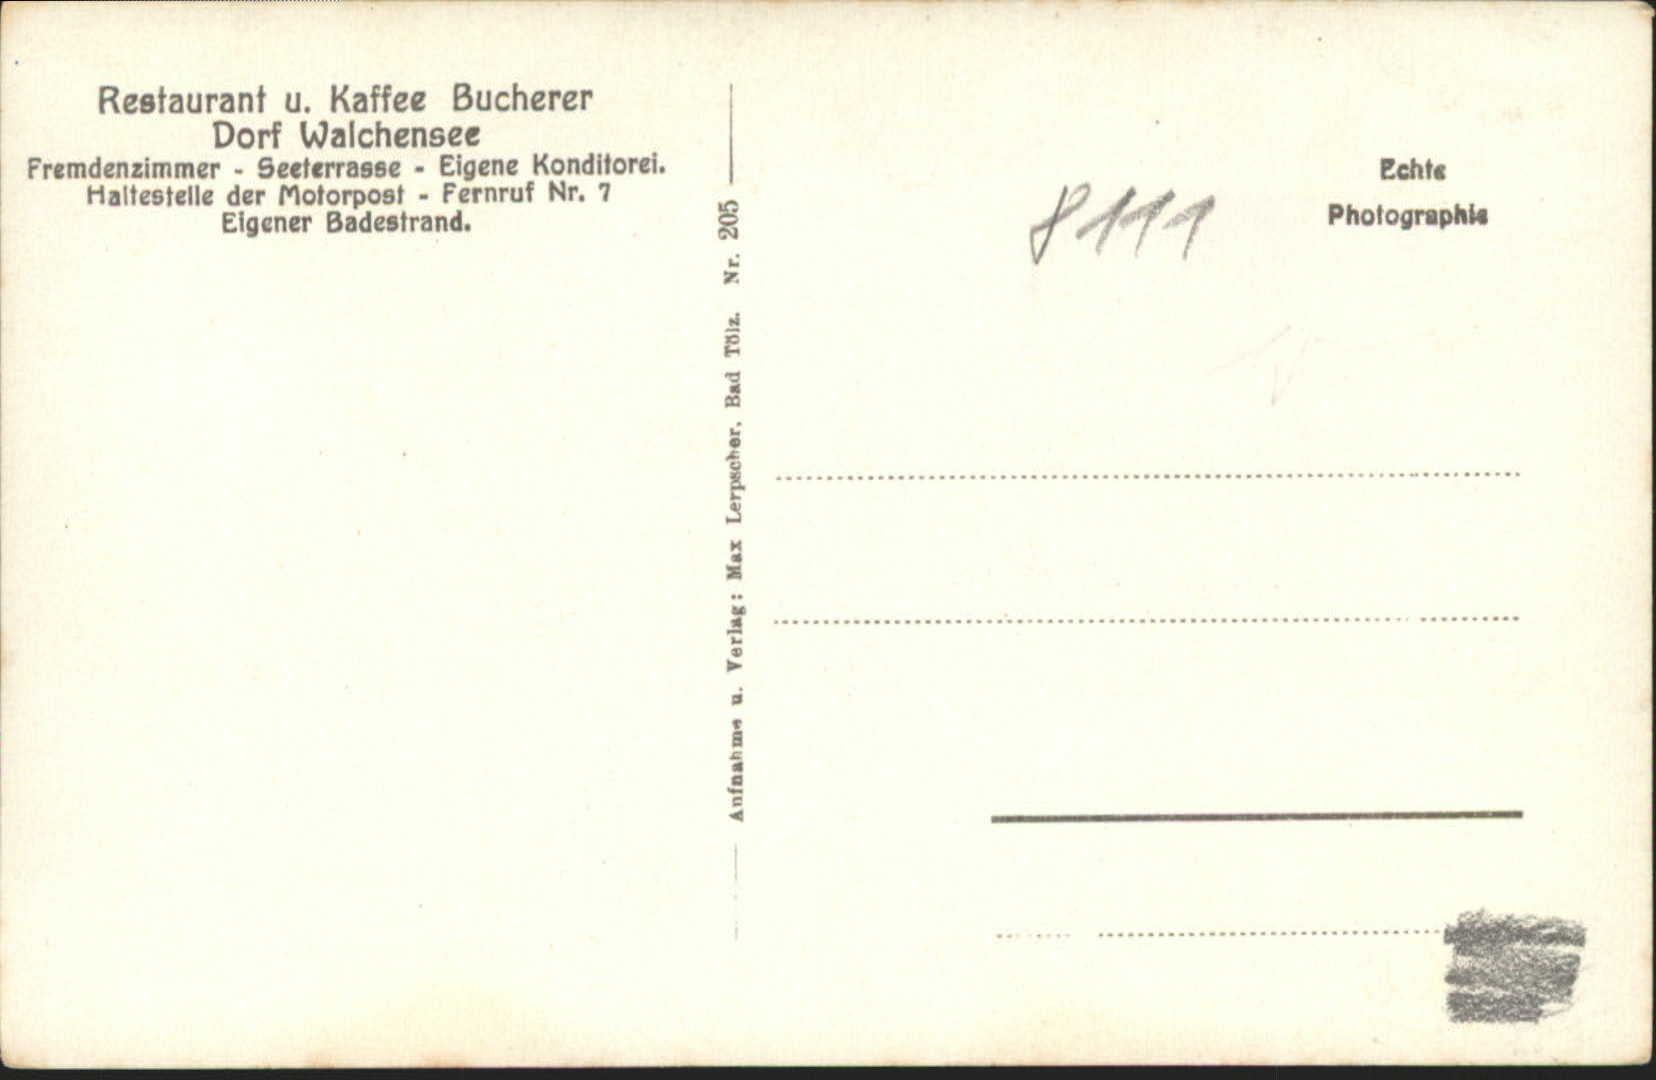 Restaurant u. Kaffee Bucherer
Dorf Walchensee
Fremdenzimmer - Seeterrasse - Eigene Konditorei.
Haltestelle der Motorpost - Fernruf Nr. 7
Eigener Badestrand.
Aufnahme u. Verlag: Max Lerpscher, Bad Tölz. Nr. 205
8111
Echte
Photographie